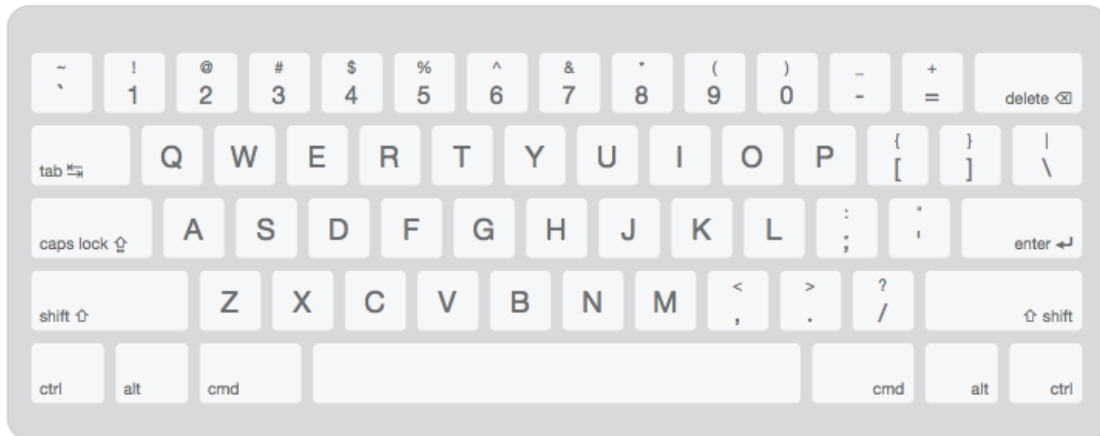 ~ ! @ # $ % ^ & * ( ) _ +
` 1 2 3 4 5 6 7 8 9 0 - = delete ⌫
{ } |
tab ↹ Q W E R T Y U I O P [ ] \
: "
caps lock ⇪ A S D F G H J K L ; ' enter ↵
< > ?
shift ⇧ Z X C V B N M , . / ⇧ shift
ctrl alt cmd cmd alt ctrl